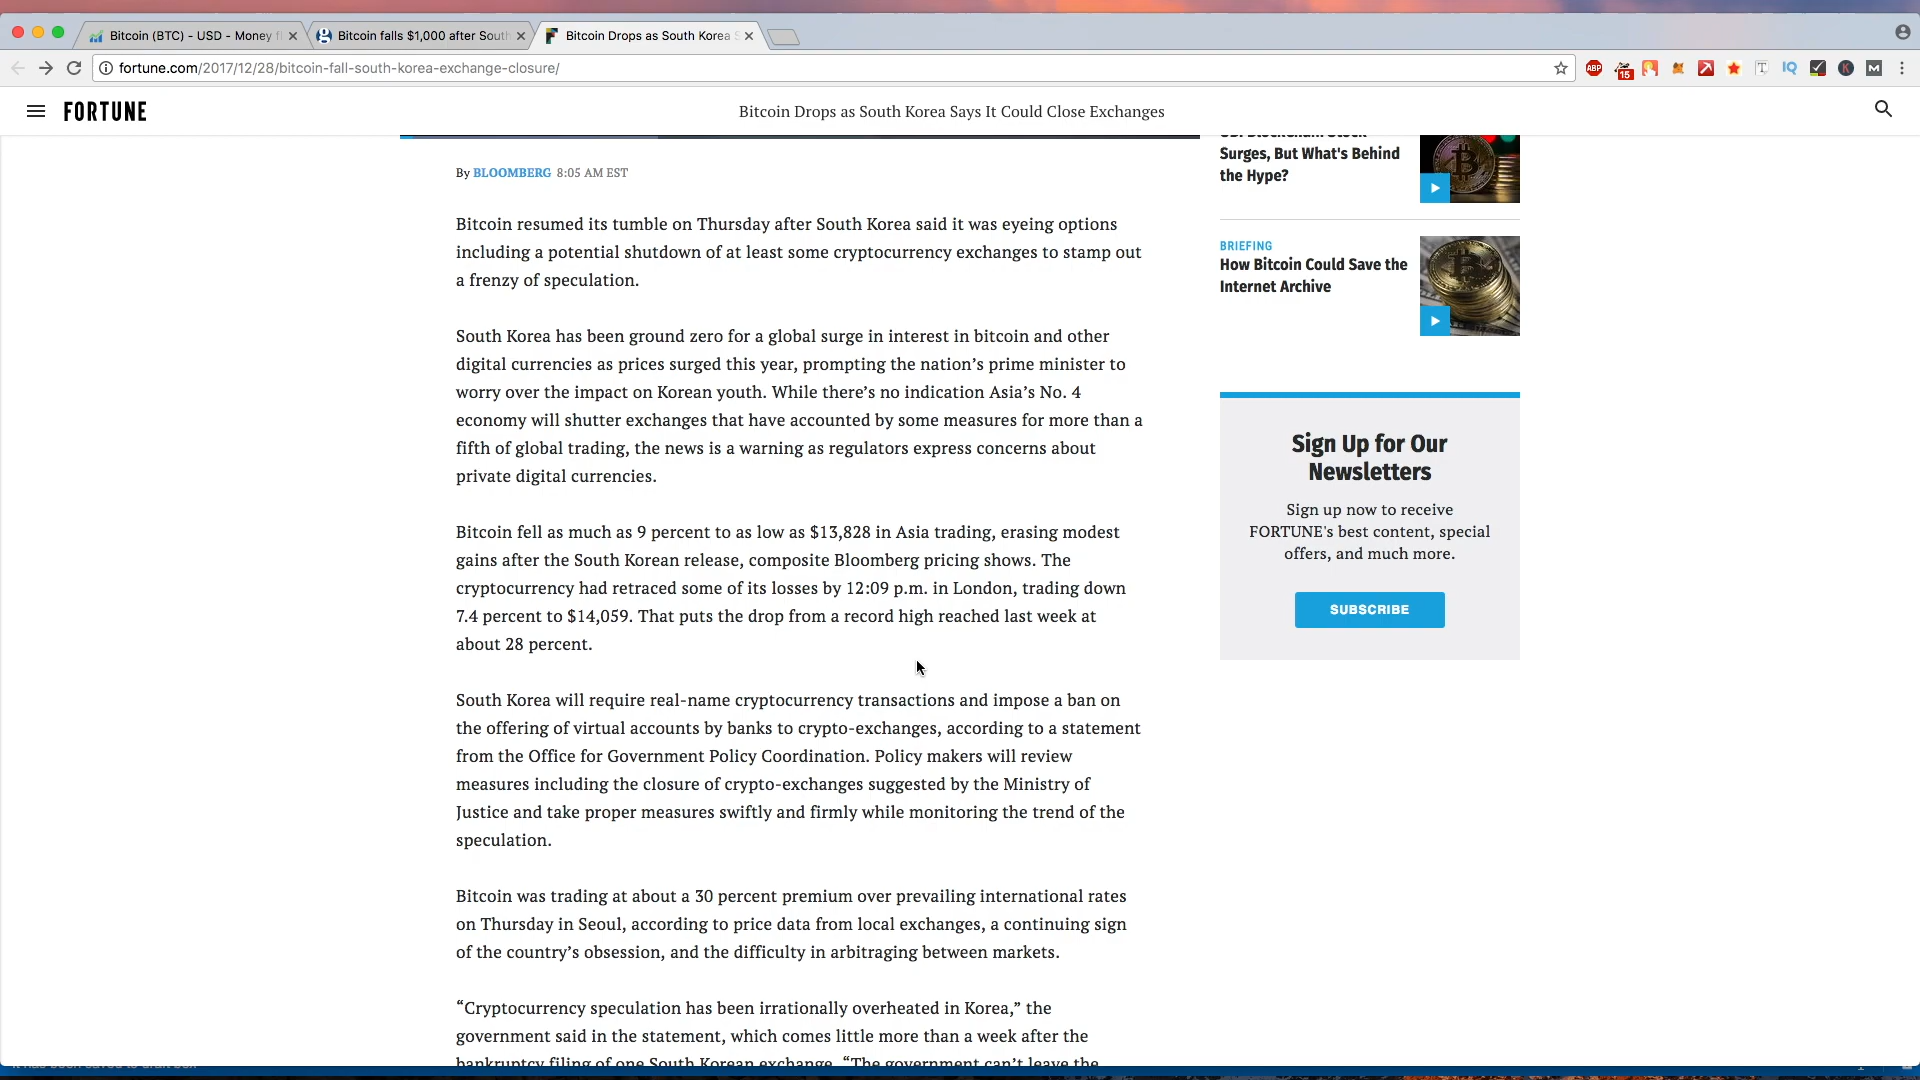 Bitcoin (BTC) - USD - Money f
Bitcoin falls $1,000 after South
Bitcoin Drops as South Korea S
fortune.com/2017/12/28/bitcoin-fall-south-korea-exchange-closure/
ABP
15
T
IQ
K
M
FORTUNE
Bitcoin Drops as South Korea Says It Could Close Exchanges
By BLOOMBERG 8:05 AM EST
Bitcoin resumed its tumble on Thursday after South Korea said it was eyeing options
including a potential shutdown of at least some cryptocurrency exchanges to stamp out
a frenzy of speculation.
South Korea has been ground zero for a global surge in interest in bitcoin and other
digital currencies as prices surged this year, prompting the nation’s prime minister to
worry over the impact on Korean youth. While there’s no indication Asia’s No. 4
economy will shutter exchanges that have accounted by some measures for more than a
fifth of global trading, the news is a warning as regulators express concerns about
private digital currencies.
Bitcoin fell as much as 9 percent to as low as $13,828 in Asia trading, erasing modest
gains after the South Korean release, composite Bloomberg pricing shows. The
cryptocurrency had retraced some of its losses by 12:09 p.m. in London, trading down
7.4 percent to $14,059. That puts the drop from a record high reached last week at
about 28 percent.
South Korea will require real-name cryptocurrency transactions and impose a ban on
the offering of virtual accounts by banks to crypto-exchanges, according to a statement
from the Office for Government Policy Coordination. Policy makers will review
measures including the closure of crypto-exchanges suggested by the Ministry of
Justice and take proper measures swiftly and firmly while monitoring the trend of the
speculation.
Bitcoin was trading at about a 30 percent premium over prevailing international rates
on Thursday in Seoul, according to price data from local exchanges, a continuing sign
of the country’s obsession, and the difficulty in arbitraging between markets.
“Cryptocurrency speculation has been irrationally overheated in Korea,” the
government said in the statement, which comes little more than a week after the
bankruptcy filing of one South Korean exchange. “The government can’t leave the
Surges, But What's Behind
the Hype?
BRIEFING
How Bitcoin Could Save the
Internet Archive
Sign Up for Our
Newsletters
Sign up now to receive
FORTUNE's best content, special
offers, and much more.
SUBSCRIBE